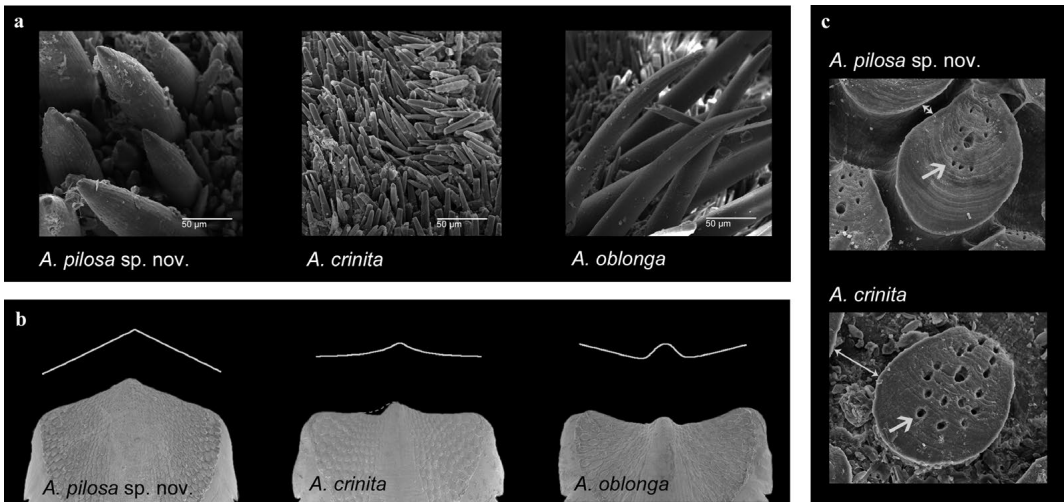 a
50 µm
50 µm
50 µm
A. pilosa sp. nov.
A. crinita
A. oblonga
b
A. pilosa sp. nov.
A. crinita
A. oblonga
c
A. pilosa sp. nov.
A. crinita